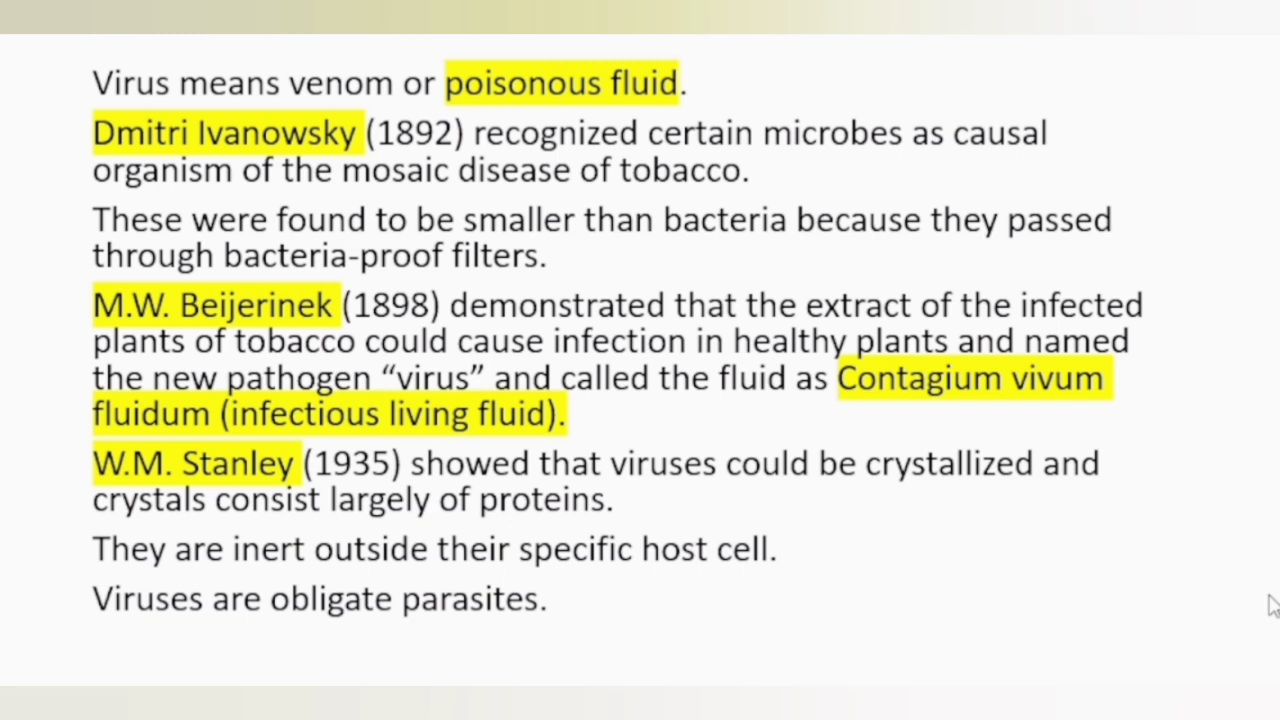 Virus means venom or poisonous fluid.
Dmitri Ivanowsky (1892) recognized certain microbes as causal
organism of the mosaic disease of tobacco.
These were found to be smaller than bacteria because they passed
through bacteria-proof filters.
M.W. Beijerinek (1898) demonstrated that the extract of the infected
plants of tobacco could cause infection in healthy plants and named
the new pathogen “virus” and called the fluid as Contagium vivum
fluidum (infectious living fluid).
W.M. Stanley (1935) showed that viruses could be crystallized and
crystals consist largely of proteins.
They are inert outside their specific host cell.
Viruses are obligate parasites.